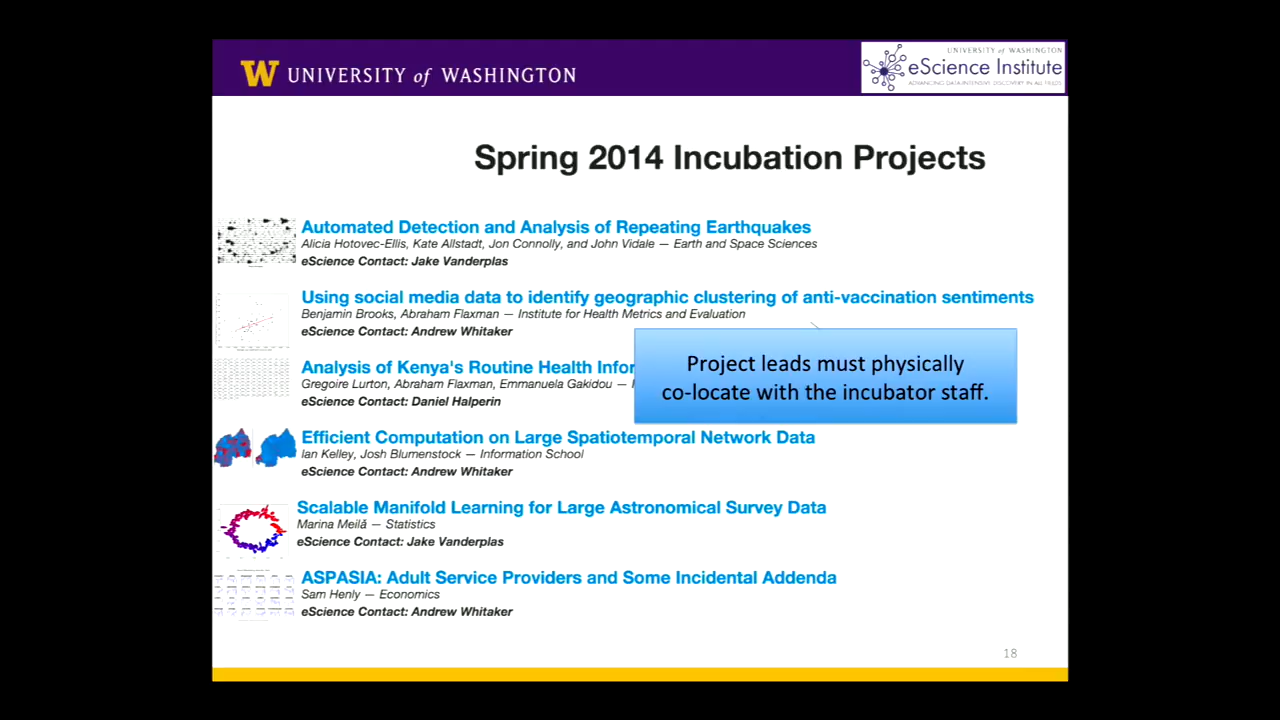 W UNIVERSITY of WASHINGTON
UNIVERSITY of WASHINGTON
eScience Institute
ADVANCING DATA-INTENSIVE DISCOVERY IN ALL FIELDS
Spring 2014 Incubation Projects
Automated Detection and Analysis of Repeating Earthquakes
Alicia Hotovec-Ellis, Kate Allstadt, Jon Connolly, and John Vidale — Earth and Space Sciences
eScience Contact: Jake Vanderplas
Using social media data to identify geographic clustering of anti-vaccination sentiments
Benjamin Brooks, Abraham Flaxman — Institute for Health Metrics and Evaluation
eScience Contact: Andrew Whitaker
Analysis of Kenya's Routine Health Infor
Gregoire Lurton, Abraham Flaxman, Emmanuela Gakidou —
eScience Contact: Daniel Halperin
Project leads must physically
co-locate with the incubator staff.
Efficient Computation on Large Spatiotemporal Network Data
Ian Kelley, Josh Blumenstock — Information School
eScience Contact: Andrew Whitaker
Scalable Manifold Learning for Large Astronomical Survey Data
Marina Meilă — Statistics
eScience Contact: Jake Vanderplas
ASPASIA: Adult Service Providers and Some Incidental Addenda
Sam Henly — Economics
eScience Contact: Andrew Whitaker
18